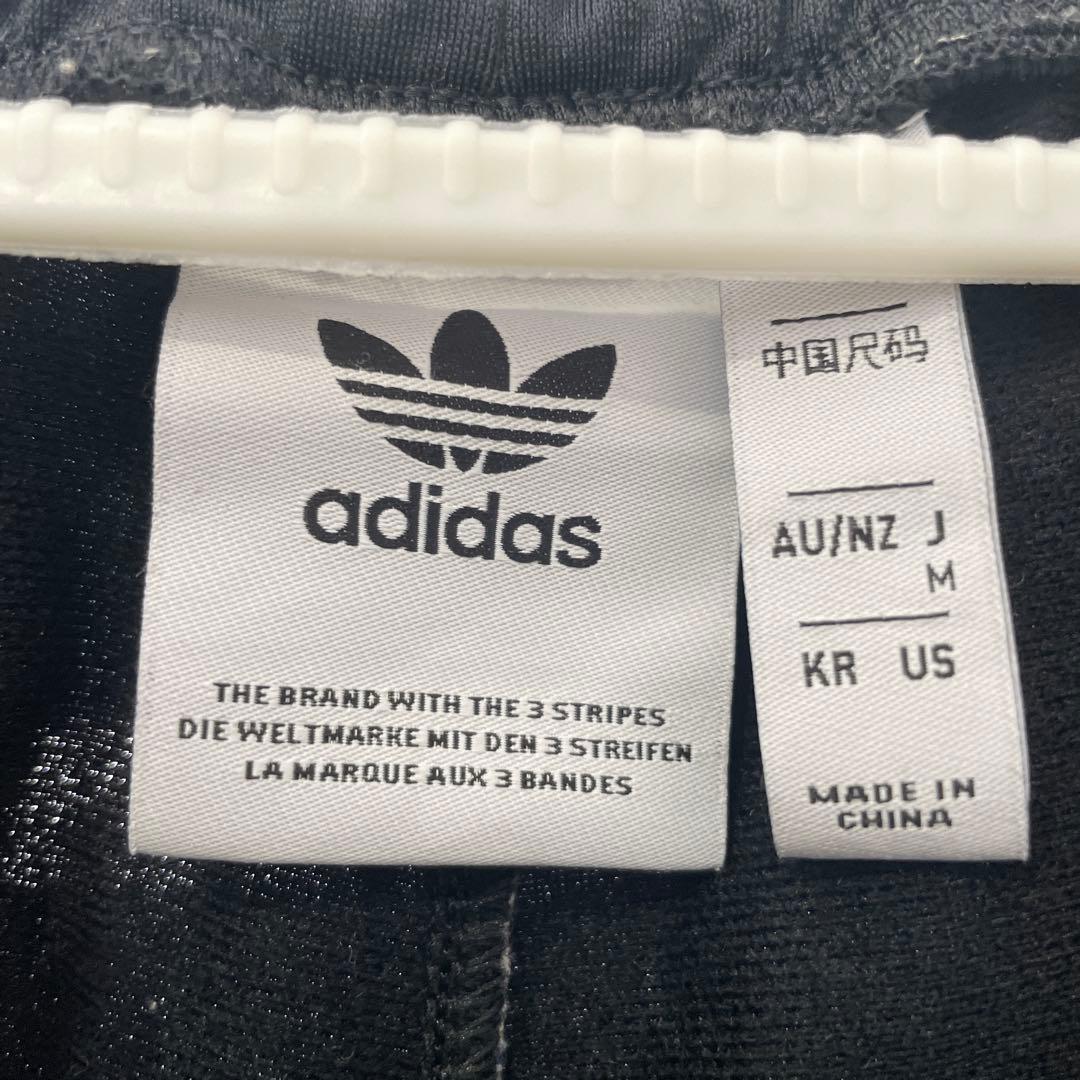 adidas
THE BRAND WITH THE 3 STRIPES
DIE WELTMARKE MIT DEN 3 STREIFEN
LA MARQUE AUX 3 BANDES
中国尺码
AU/NZ J
M
KR US
MADE IN
CHINA